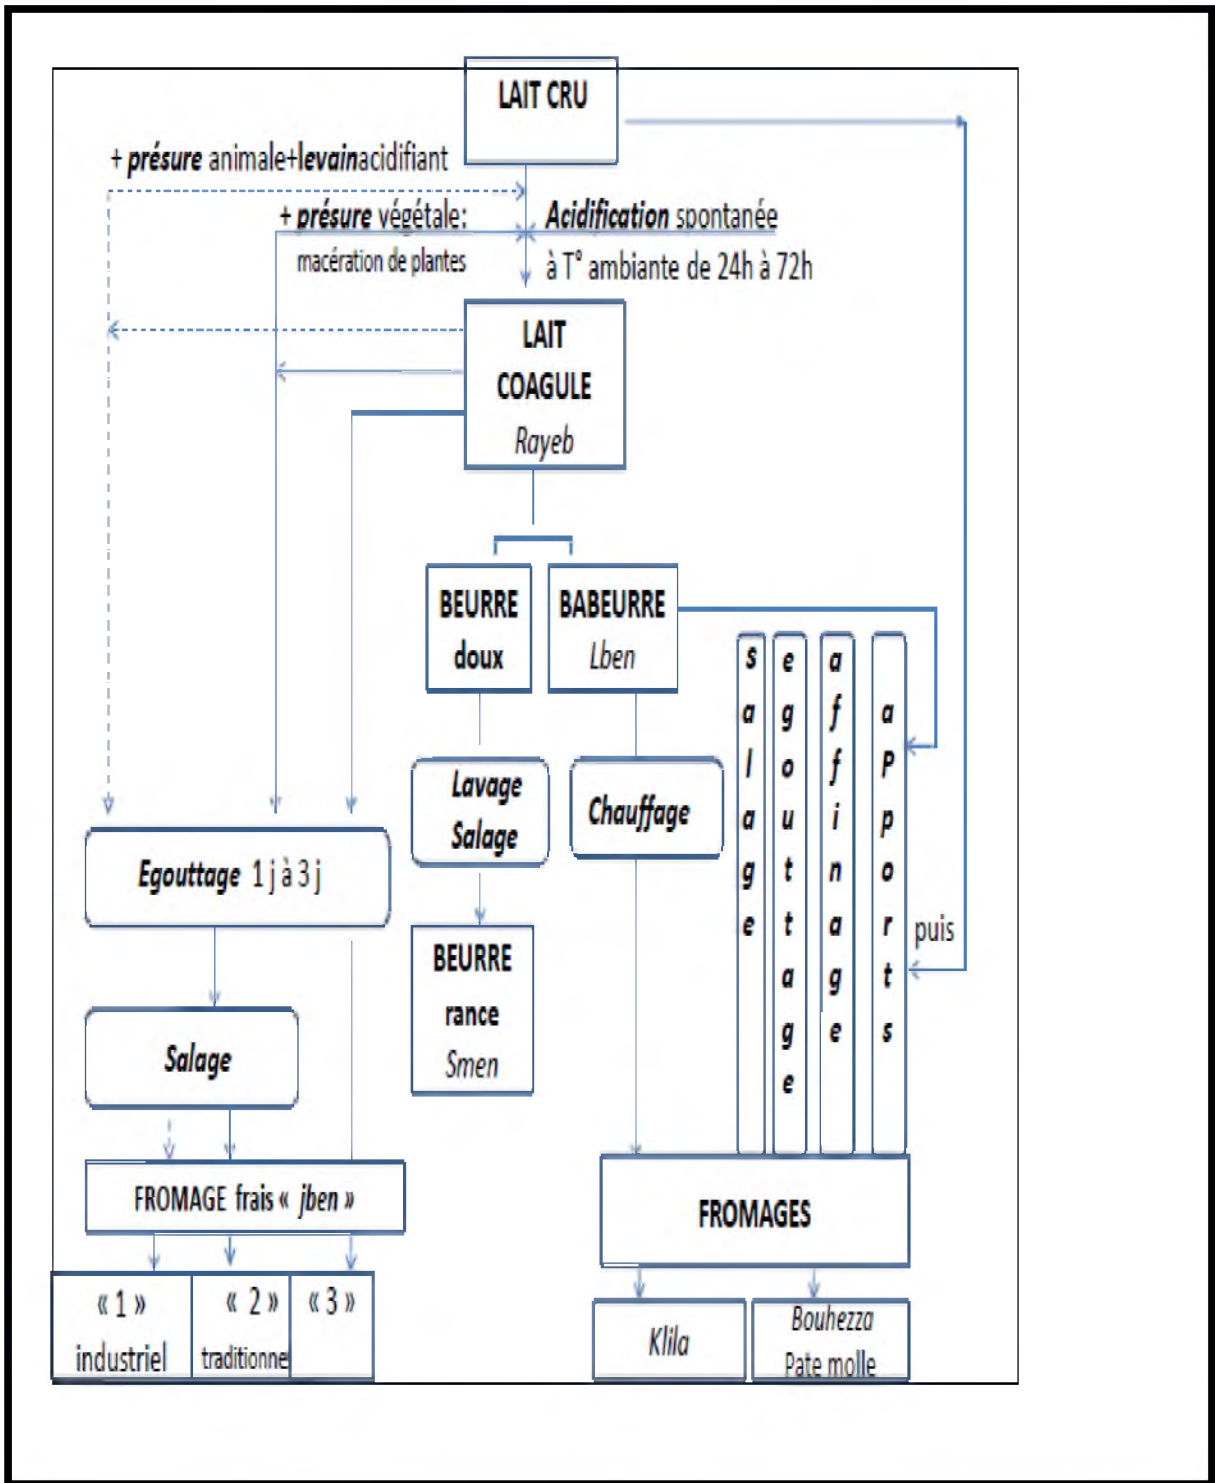 LAIT CRU
+ présure animale+levainacidifiant
+ présure végétale:
macération de plantes
Acidification spontanée
à T° ambiante de 24h à 72h
LAIT
COAGULE
Rayeb
BEURRE
doux
BABEURRE
Lben
salage
egouttage
affinage
aPports
puis
Lavage
Salage
Chauffage
Egouttage 1 j à 3 j
BEURRE
rance
Smen
Salage
FROMAGE frais « jben »
FROMAGES
« 1 »
industriel
« 2 »
traditionne
« 3 »
Klila
Bouhezza
Pate molle